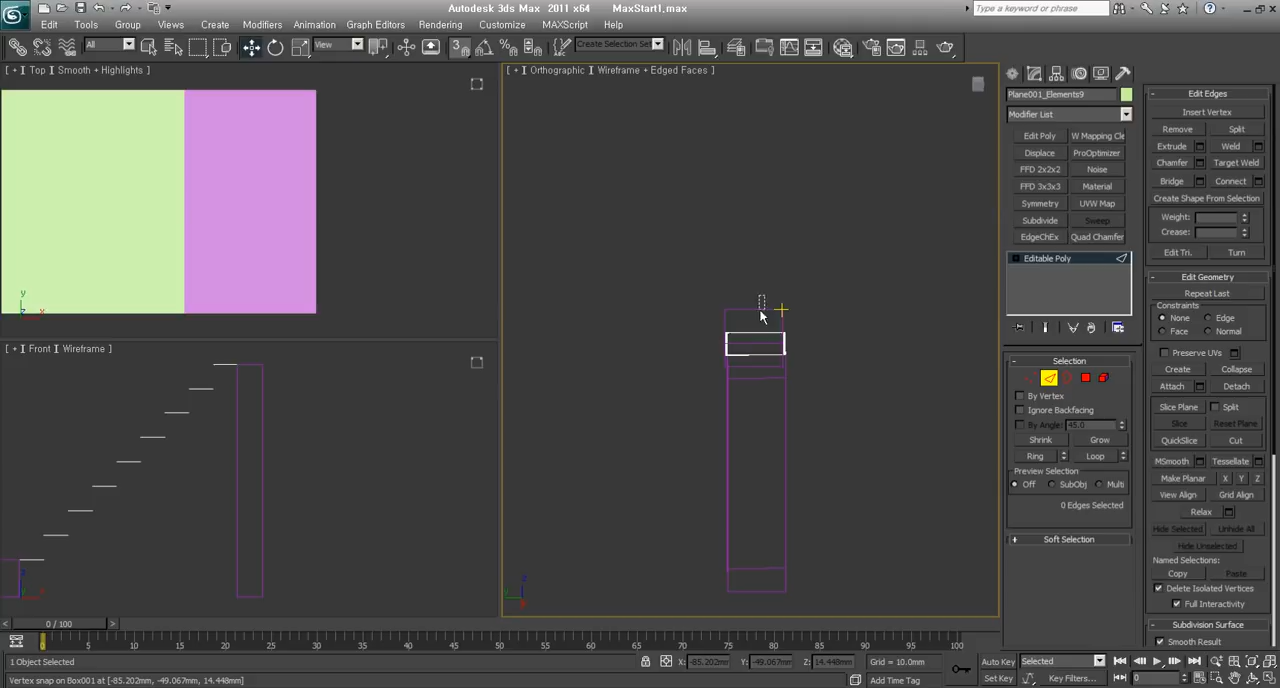 Autodesk 3ds Max 2011 x64 MaxStart1.max
Type a keyword or phrase
Edit Tools Group Views Create Modifiers Animation Graph Editors Rendering Customize MAXScript Help
All View 3 Create Selection Set
[ + ] Top | Smooth + Highlights ]
[ + ] Orthographic ] Wireframe + Edged Faces ]
[ + ] Front | Wireframe ]
Plane001_Elements9
Modifier List
Edit Poly W Mapping Cle
Displace ProOptimizer
FFD 2x2x2 Noise
FFD 3x3x3 Material
Symmetry UVW Map
Subdivide Sweep
EdgeChEx Quad Chamfer
Editable Poly
Selection
By Vertex
Ignore Backfacing
By Angle: 45.0
Shrink Grow
Ring Loop
Preview Selection
Off SubObj Multi
0 Edges Selected
Soft Selection
Edit Edges
Insert Vertex
Remove Split
Extrude Weld
Chamfer Target Weld
Bridge Connect
Create Shape From Selection
Weight:
Crease:
Edit Tri. Turn
Edit Geometry
Repeat Last
Constraints
None Edge
Face Normal
Preserve UVs
Create Collapse
Attach Detach
Slice Plane Split
Slice Reset Plane
QuickSlice Cut
MSmooth Tessellate
Make Planar X Y Z
View Align Grid Align
Relax
Hide Selected Unhide All
Hide Unselected
Named Selections:
Copy Paste
Delete Isolated Vertices
Full Interactivity
Subdivision Surface
Smooth Result
y
x
z
0 / 100
0 5 10 15 20 25 30 35 40 45 50 55 60 65 70 75 80 85 90 95 100
1 Object Selected X: -85.202mm Y: -49.067mm Z: 14.448mm Grid = 10.0mm Auto Key Selected
Vertex snap on Box001 at [-85.202mm, -49.067mm, 14.448mm] Add Time Tag Set Key Key Filters... 0